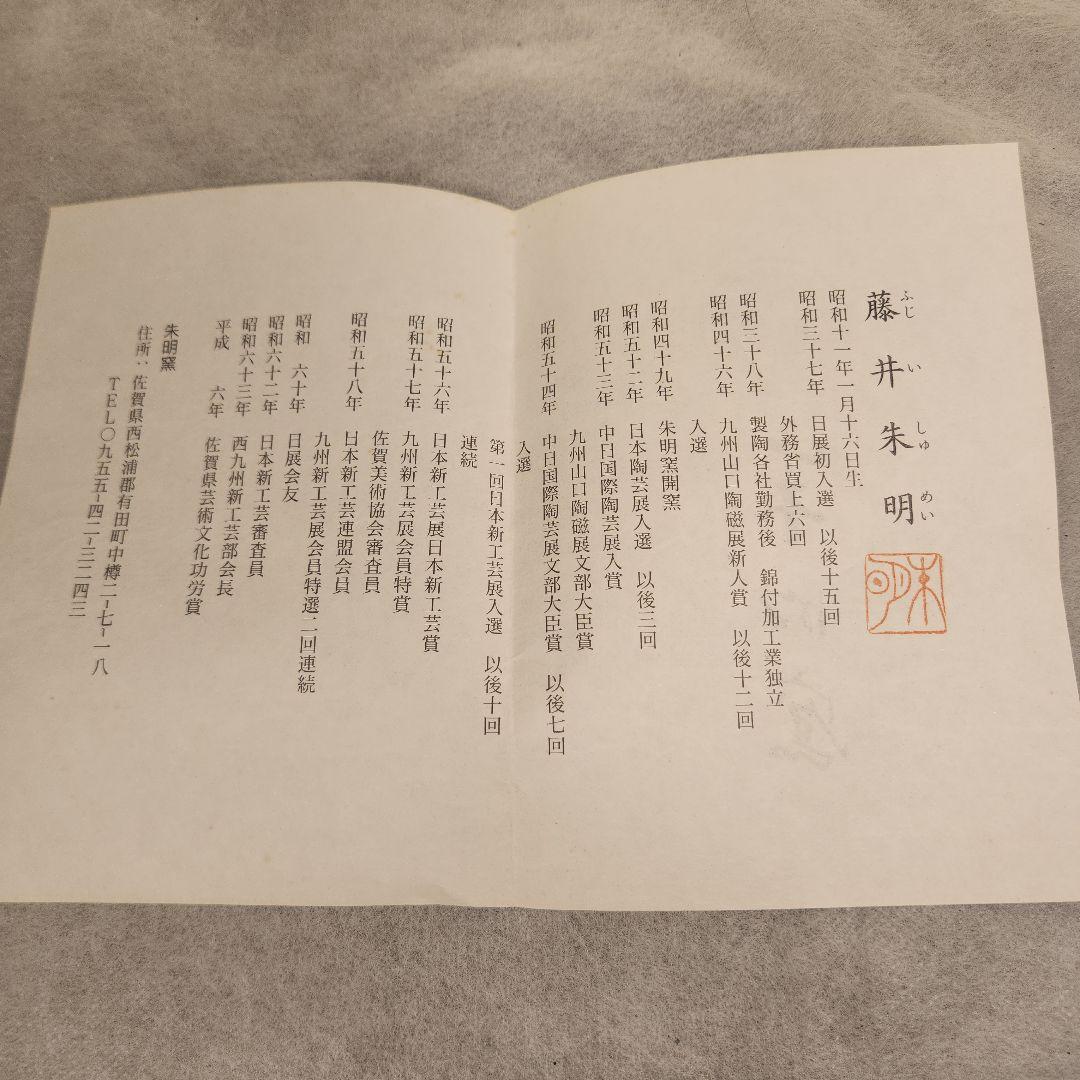 藤井朱明
ふじいしゅめい
朱明
昭和十一年一月十六日生
昭和三十七年 日展初入選 以後十五回
外務省買上六回
昭和三十八年 製陶各社勤務後 錦付加工業独立
昭和四十六年 九州山口陶磁展新人賞 以後十二回
入選
昭和四十九年 朱明窯開窯
昭和五十二年 日本陶芸展入選 以後三回
昭和五十三年 中日国際陶芸展入賞
九州山口陶磁展文部大臣賞
昭和五十四年 中日国際陶芸展文部大臣賞 以後七回
入選
第一回日本新工芸展入選 以後十回
連続
昭和五十六年 日本新工芸展日本新工芸賞
昭和五十七年 九州新工芸展会員特賞
佐賀美術協会審査員
昭和五十八年 日本新工芸連盟会員
九州新工芸展会員特選二回連続
昭和 六十年 日展会友
昭和六十二年 日本新工芸審査員
昭和六十三年 西九州新工芸部会長
平成 六年 佐賀県芸術文化功労賞
朱明窯
住所:佐賀県西松浦郡有田町中樽二-七-一八
TEL〇九五五-四二-三二四三